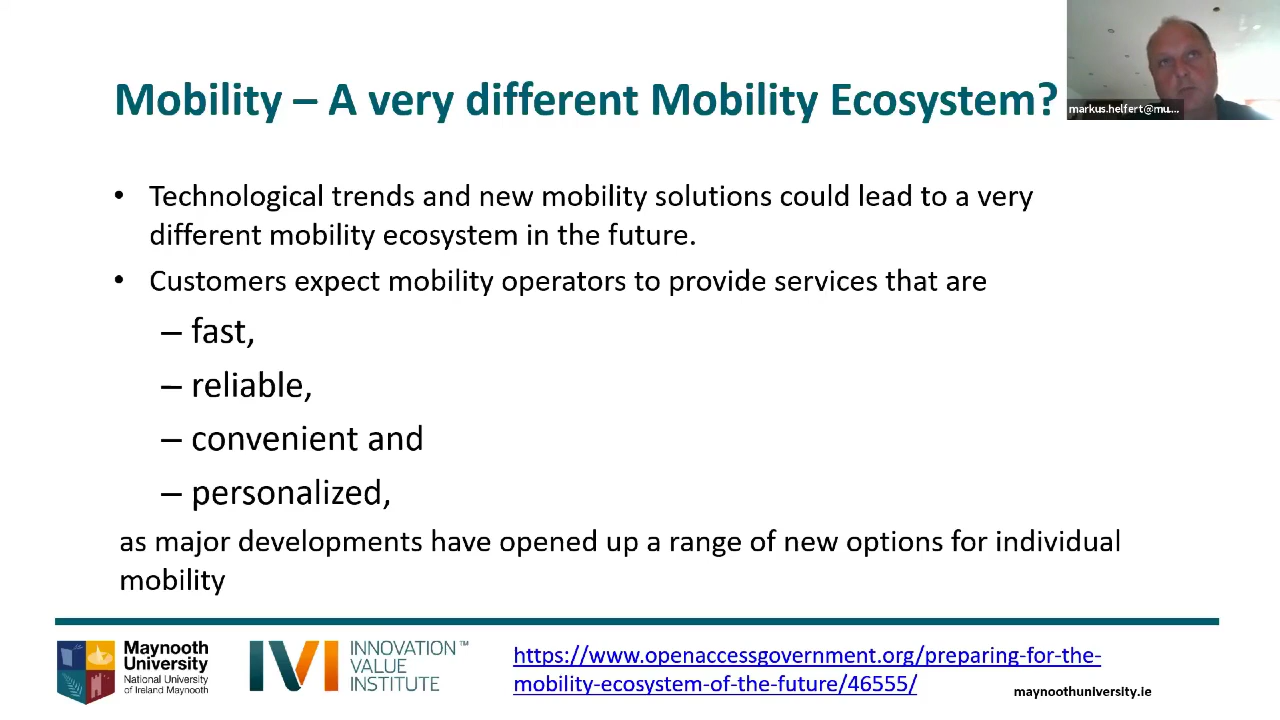 Mobility – A very different Mobility Ecosystem?
markus.helfert@mu...
• Technological trends and new mobility solutions could lead to a very
different mobility ecosystem in the future.
• Customers expect mobility operators to provide services that are
– fast,
– reliable,
– convenient and
– personalized,
as major developments have opened up a range of new options for individual
mobility
Maynooth
University
National University
of Ireland Maynooth
IVI
INNOVATION™
VALUE
INSTITUTE
https://www.openaccessgovernment.org/preparing-for-the-
mobility-ecosystem-of-the-future/46555/
maynoothuniversity.ie